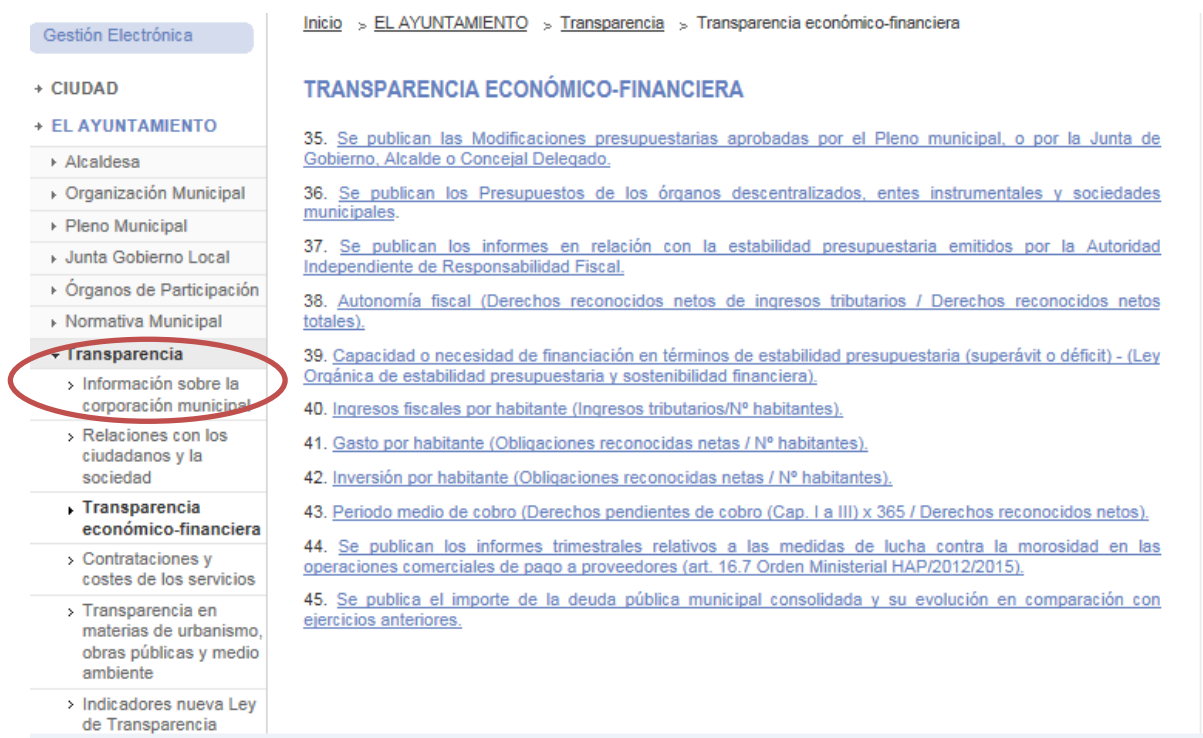 Gestión Electrónica
CIUDAD
EL AYUNTAMIENTO
Alcaldesa
Organización Municipal
Pleno Municipal
Junta Gobierno Local
Órganos de Participación
Normativa Municipal
Transparencia
Información sobre la
corporación municipal
Relaciones con los
ciudadanos y la
sociedad
Transparencia
económico-financiera
Contrataciones y
costes de los servicios
Transparencia en
materias de urbanismo,
obras públicas y medio
ambiente
Indicadores nueva Ley
de Transparencia
Inicio > EL AYUNTAMIENTO > Transparencia > Transparencia económico-financiera
TRANSPARENCIA ECONÓMICO-FINANCIERA
35. Se publican las Modificaciones presupuestarias aprobadas por el Pleno municipal, o por la Junta de
Gobierno, Alcalde o Concejal Delegado.
36. Se publican los Presupuestos de los órganos descentralizados, entes instrumentales y sociedades
municipales.
37. Se publican los informes en relación con la estabilidad presupuestaria emitidos por la Autoridad
Independiente de Responsabilidad Fiscal.
38. Autonomía fiscal (Derechos reconocidos netos de ingresos tributarios / Derechos reconocidos netos
totales).
39. Capacidad o necesidad de financiación en términos de estabilidad presupuestaria (superávit o déficit) - (Ley
Orgánica de estabilidad presupuestaria y sostenibilidad financiera).
40. Ingresos fiscales por habitante (Ingresos tributarios/Nº habitantes).
41. Gasto por habitante (Obligaciones reconocidas netas / Nº habitantes).
42. Inversión por habitante (Obligaciones reconocidas netas / Nº habitantes).
43. Periodo medio de cobro (Derechos pendientes de cobro (Cap. I a III) x 365 / Derechos reconocidos netos).
44. Se publican los informes trimestrales relativos a las medidas de lucha contra la morosidad en las
operaciones comerciales de pago a proveedores (art. 16.7 Orden Ministerial HAP/2012/2015).
45. Se publica el importe de la deuda pública municipal consolidada y su evolución en comparación con
ejercicios anteriores.